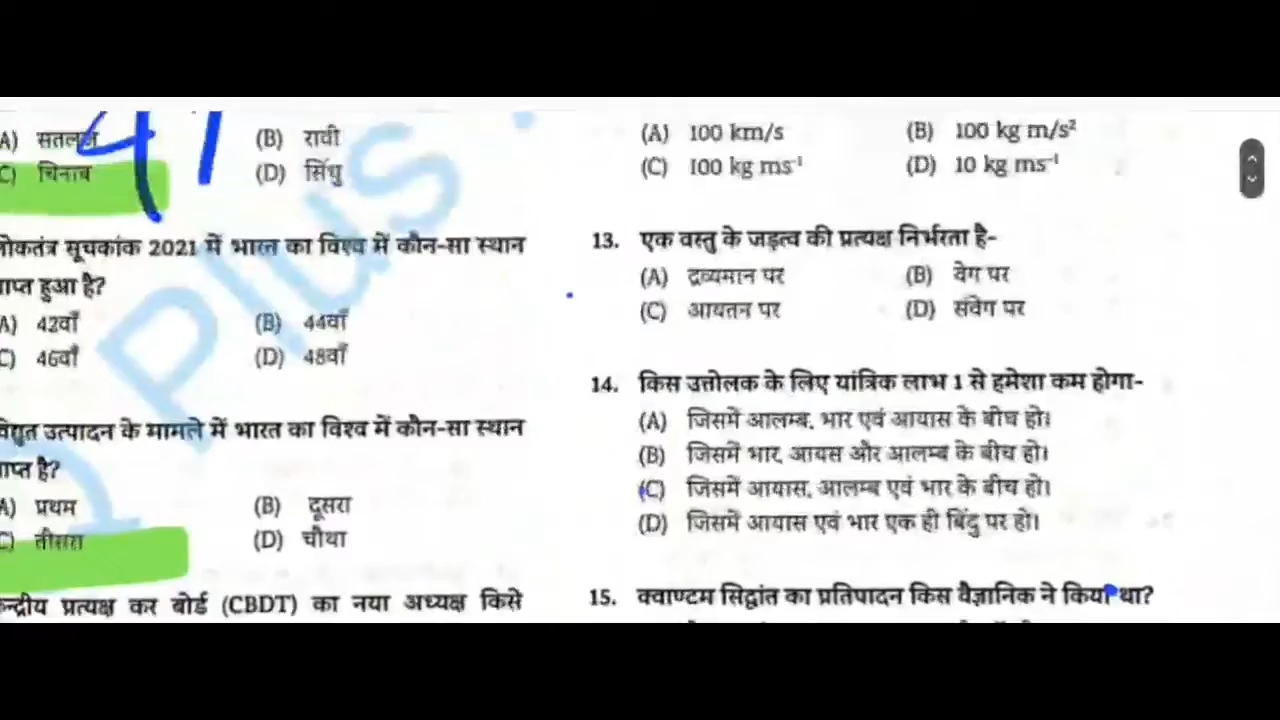 A) सतलज (B) रावी
C) चिनाब (D) सिंधु
लोकतंत्र सूचकांक 2021 में भारत का विश्व में कौन-सा स्थान
प्राप्त हुआ है?
A) 42वाँ (B) 44वाँ
C) 46वाँ (D) 48वाँ
विद्युत उत्पादन के मामले में भारत का विश्व में कौन-सा स्थान
प्राप्त है?
A) प्रथम (B) दूसरा
C) तीसरा (D) चौथा
केन्द्रीय प्रत्यक्ष कर बोर्ड (CBDT) का नया अध्यक्ष किसे
(A) 100 km/s (B) 100 kg m/s²
(C) 100 kg ms⁻¹ (D) 10 kg ms⁻¹
13. एक वस्तु के जड़त्व की प्रत्यक्ष निर्भरता है-
(A) द्रव्यमान पर (B) वेग पर
(C) आयतन पर (D) संवेग पर
14. किस उत्तोलक के लिए यांत्रिक लाभ 1 से हमेशा कम होगा-
(A) जिसमें आलम्ब, भार एवं आयास के बीच हो।
(B) जिसमें भार, आयस और आलम्ब के बीच हो।
(C) जिसमें आयास, आलम्ब एवं भार के बीच हो।
(D) जिसमें आयास एवं भार एक ही बिंदु पर हो।
15. क्वाण्टम सिद्वांत का प्रतिपादन किस वैज्ञानिक ने किया था?
Plus